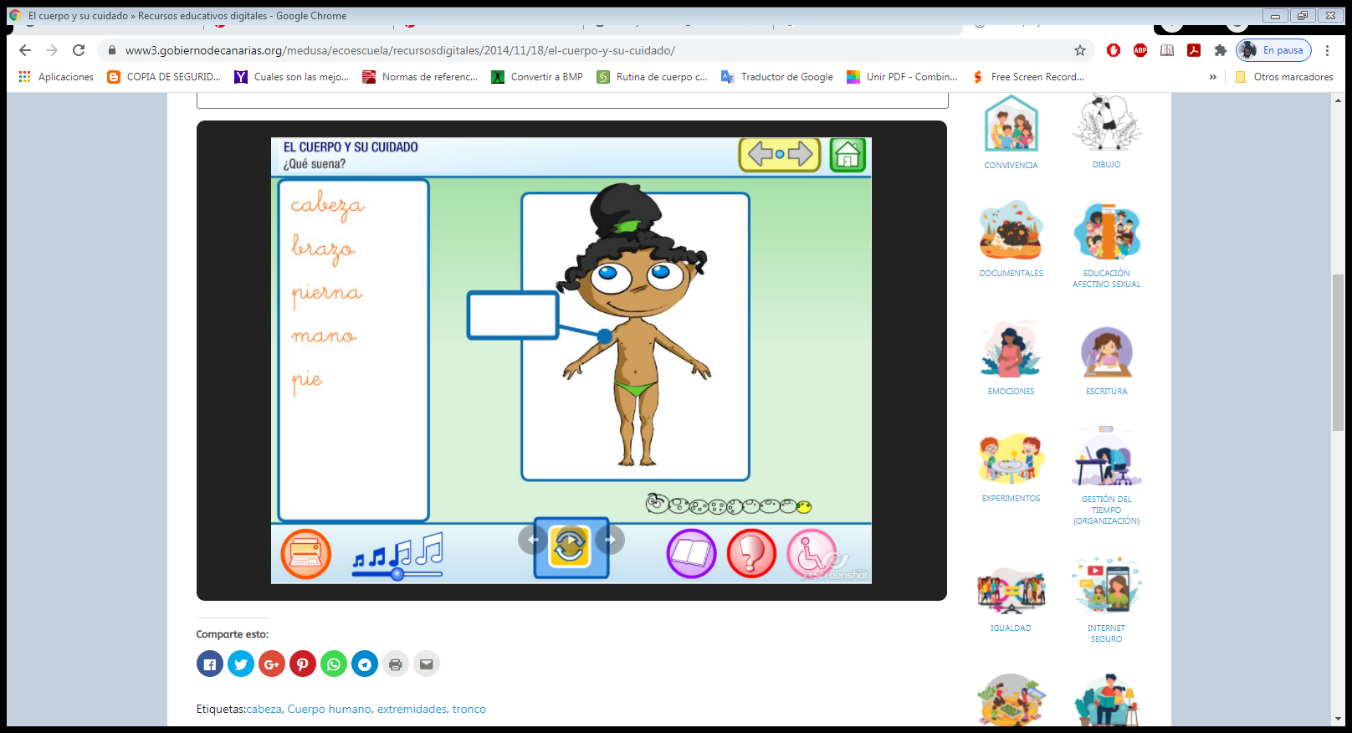 El cuerpo y su cuidado » Recursos educativos digitales - Google Chrome
www3.gobiernodecanarias.org/medusa/ecoescuela/recursosdigitales/2014/11/18/el-cuerpo-y-su-cuidado/
ABP
En pausa
Aplicaciones
COPIA DE SEGURID...
Cuales son las mejo...
Normas de referenc...
Convertir a BMP
Rutina de cuerpo c...
Traductor de Google
Unir PDF - Combin...
Free Screen Record...
»
Otros marcadores
EL CUERPO Y SU CUIDADO
¿Qué suena?
cabeza
brazo
pierna
mano
pie
CONVIVENCIA
DIBUJO
DOCUMENTALES
EDUCACIÓN
AFECTIVO SEXUAL
EMOCIONES
ESCRITURA
EXPERIMENTOS
GESTIÓN DEL
TIEMPO
(ORGANIZACIÓN)
IGUALDAD
INTERNET
SEGURO
Comparte esto:
G+
Etiquetas:cabeza, Cuerpo humano, extremidades, tronco